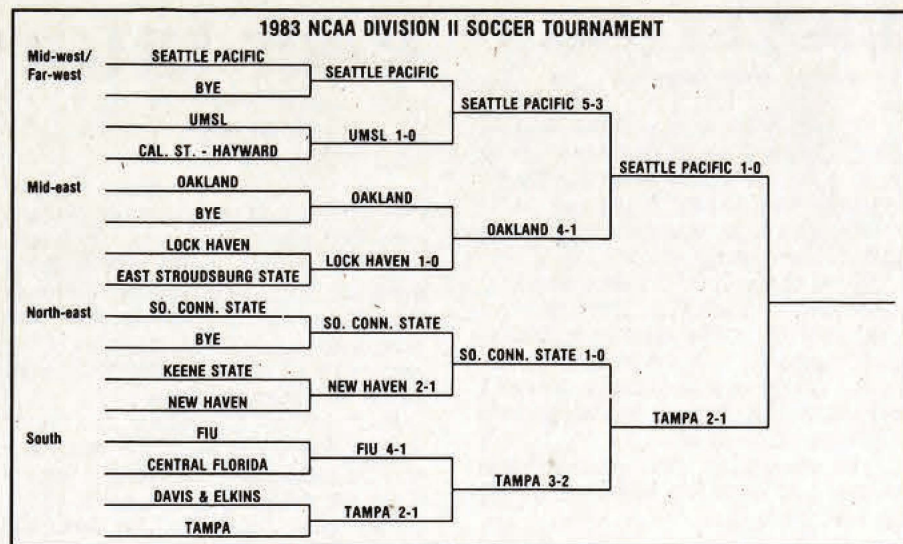 1983 NCAA DIVISION II SOCCER TOURNAMENT
Mid-west/
Far-west
SEATTLE PACIFIC
BYE
UMSL
CAL. ST. - HAYWARD
SEATTLE PACIFIC
UMSL 1-0
SEATTLE PACIFIC 5-3
Mid-east
OAKLAND
BYE
LOCK HAVEN
EAST STROUDSBURG STATE
OAKLAND
LOCK HAVEN 1-0
OAKLAND 4-1
SEATTLE PACIFIC 1-0
North-east
SO. CONN. STATE
BYE
KEENE STATE
NEW HAVEN
SO. CONN. STATE
NEW HAVEN 2-1
SO. CONN. STATE 1-0
South
FIU
CENTRAL FLORIDA
DAVIS & ELKINS
TAMPA
FIU 4-1
TAMPA 2-1
TAMPA 3-2
TAMPA 2-1